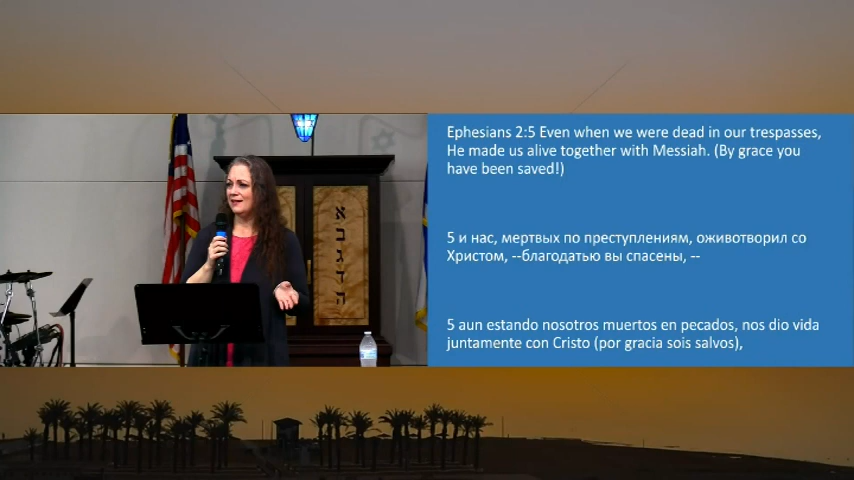 Ephesians 2:5 Even when we were dead in our trespasses,
He made us alive together with Messiah. (By grace you
have been saved!)
5 и нас, мертвых по преступлениям, оживотворил со
Христом, --благодатью вы спасены, --
5 aun estando nosotros muertos en pecados, nos dio vida
juntamente con Cristo (por gracia sois salvos),
א
ב
ג
ד
ה